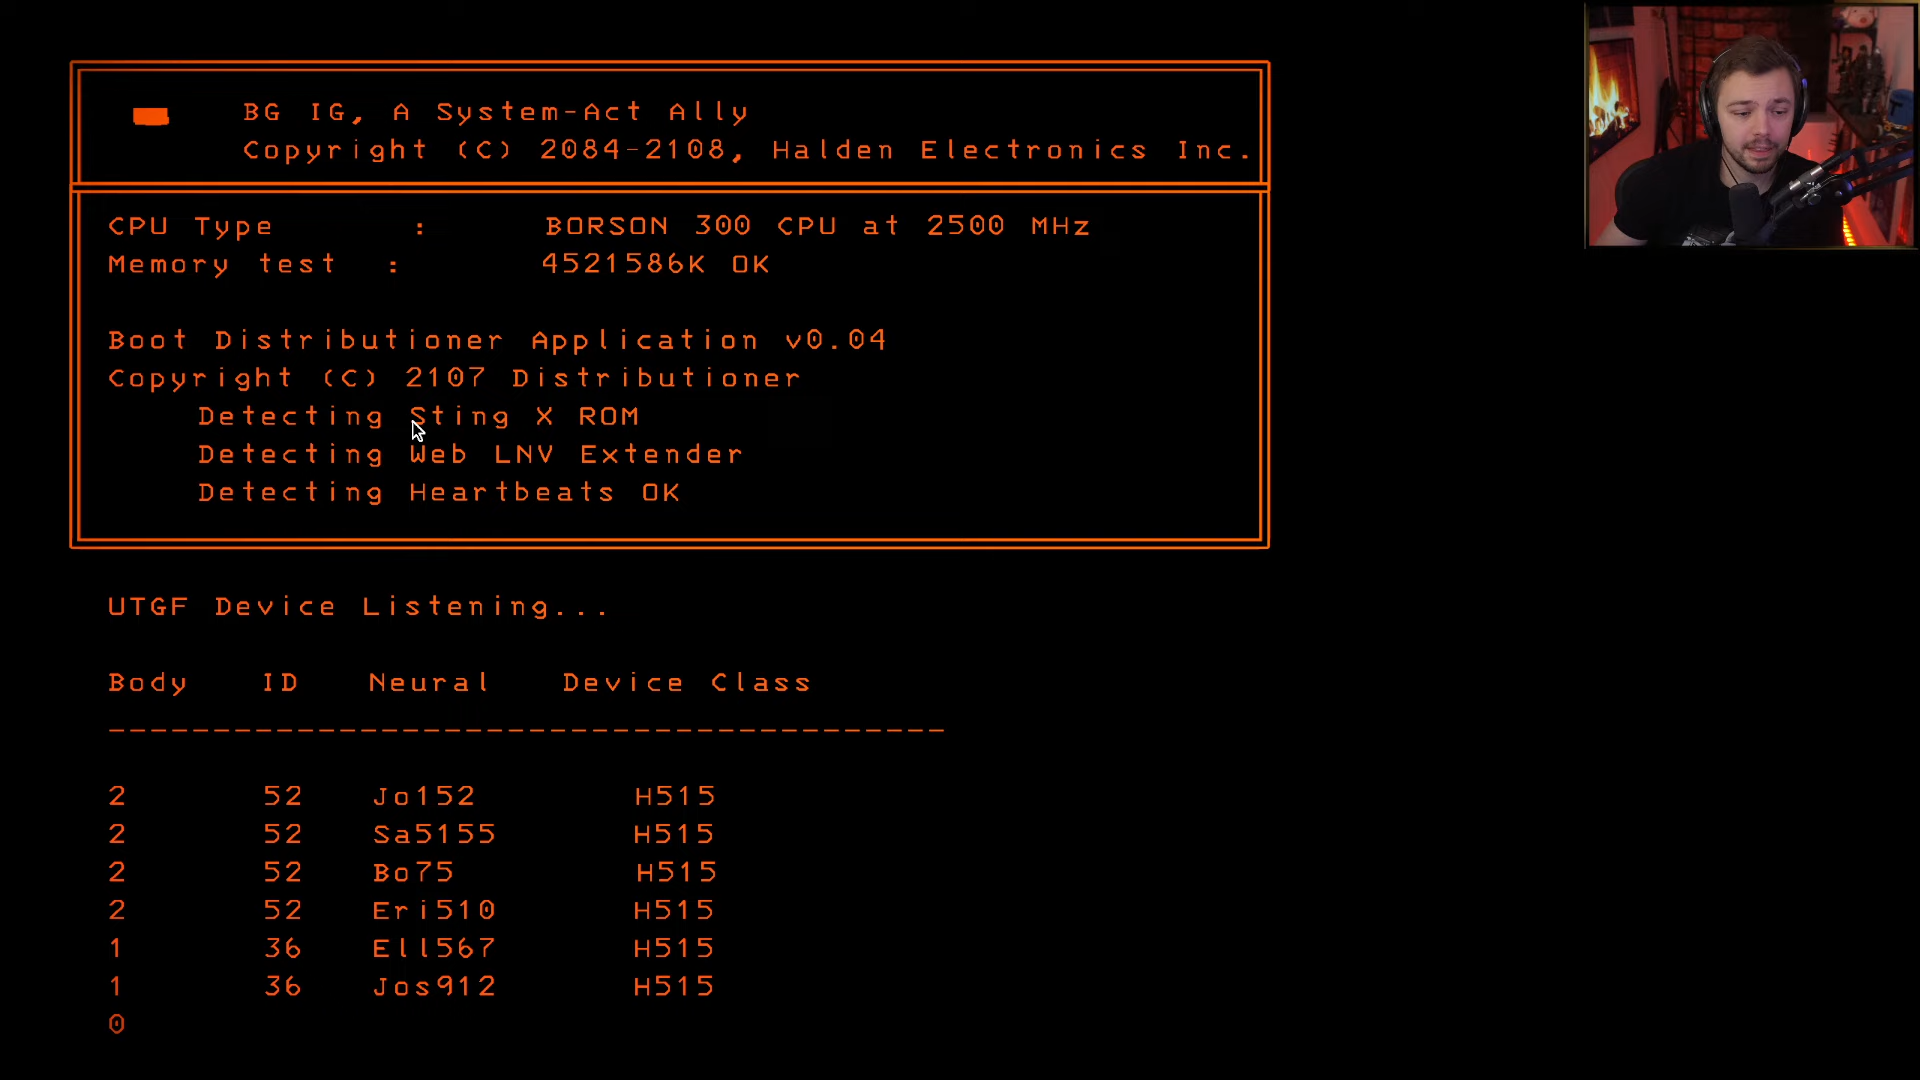 BG IG, A System-Act Ally
Copyright (C) 2084-2108, Halden Electronics Inc.
CPU Type : BORSON 300 CPU at 2500 MHz
Memory test : 4521586K OK
Boot Distributioner Application v0.04
Copyright (C) 2107 Distributioner
Detecting Sting X ROM
Detecting Web LNV Extender
Detecting Heartbeats OK
UTGF Device Listening...
Body ID Neural Device Class
----------------------------------------
2 52 Jo152 H515
2 52 Sa5155 H515
2 52 Bo75 H515
2 52 Eri510 H515
1 36 Ell567 H515
1 36 Jos912 H515
0